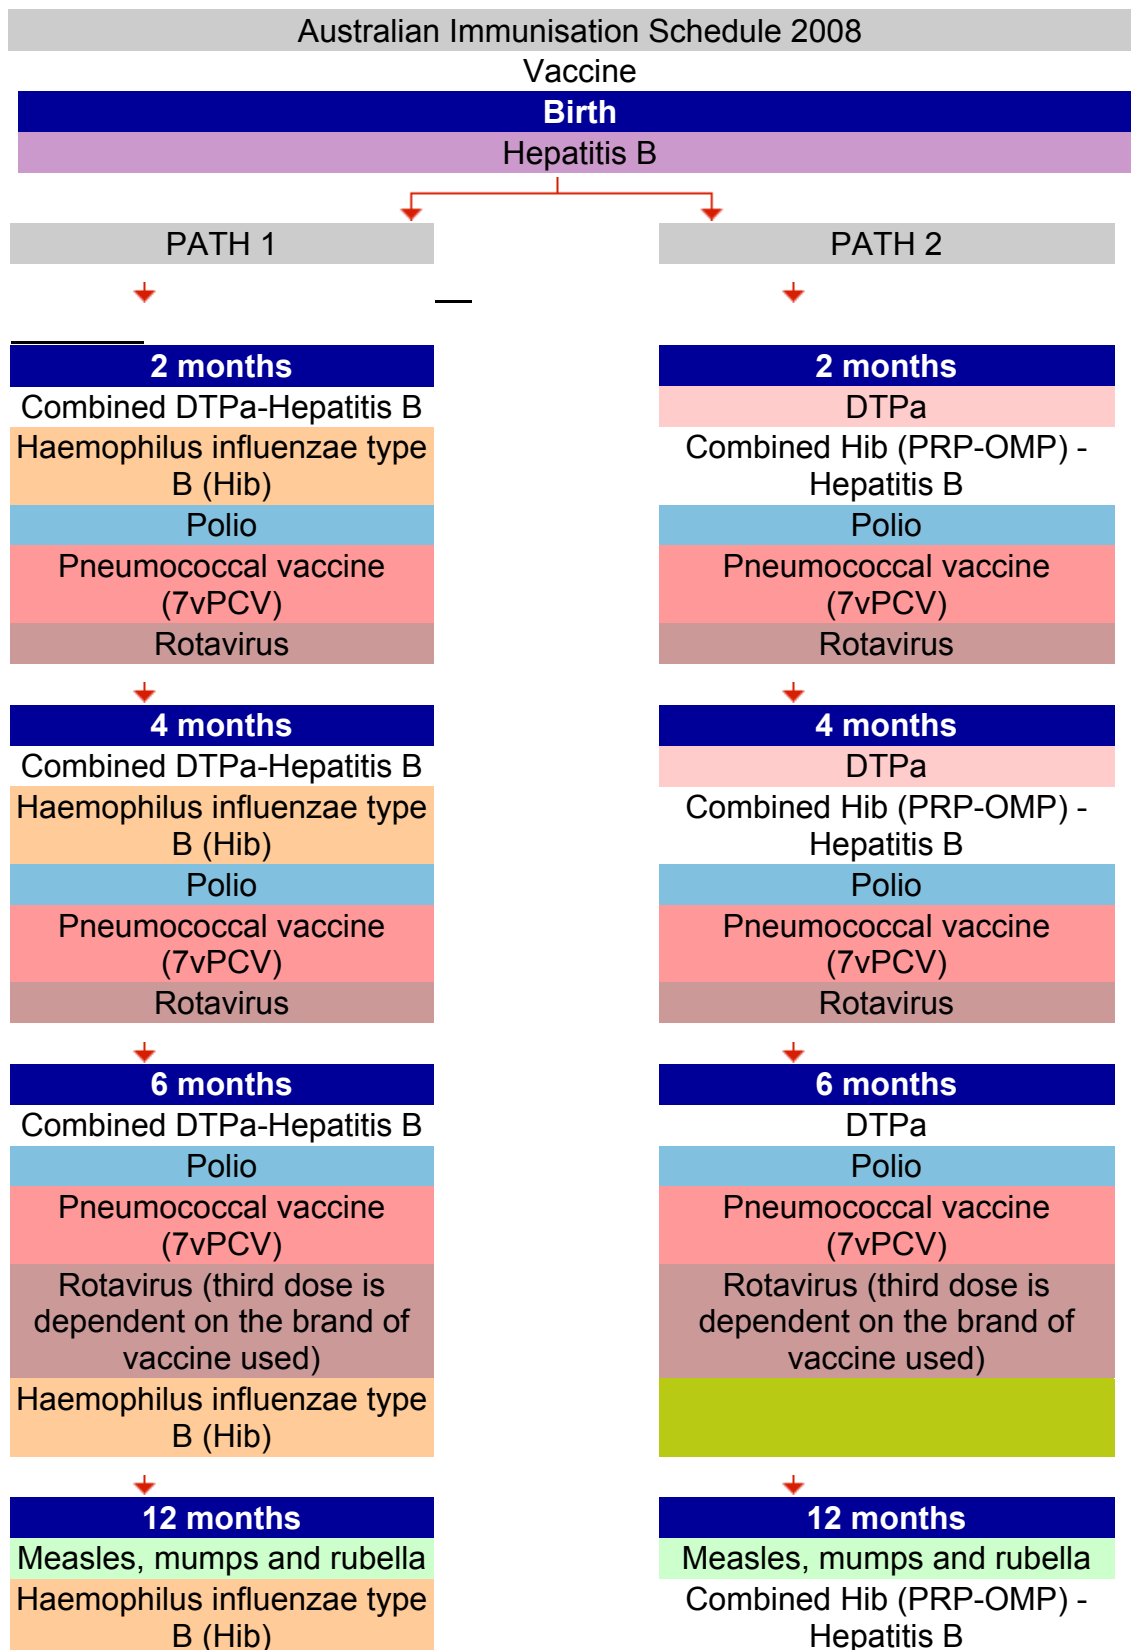 Australian Immunisation Schedule 2008
Vaccine
Birth
Hepatitis B
PATH 1
PATH 2
2 months
Combined DTPa-Hepatitis B
Haemophilus influenzae type
B (Hib)
Polio
Pneumococcal vaccine
(7vPCV)
Rotavirus
2 months
DTPa
Combined Hib (PRP-OMP) -
Hepatitis B
Polio
Pneumococcal vaccine
(7vPCV)
Rotavirus
4 months
Combined DTPa-Hepatitis B
Haemophilus influenzae type
B (Hib)
Polio
Pneumococcal vaccine
(7vPCV)
Rotavirus
4 months
DTPa
Combined Hib (PRP-OMP) -
Hepatitis B
Polio
Pneumococcal vaccine
(7vPCV)
Rotavirus
6 months
Combined DTPa-Hepatitis B
Polio
Pneumococcal vaccine
(7vPCV)
Rotavirus (third dose is
dependent on the brand of
vaccine used)
Haemophilus influenzae type
B (Hib)
6 months
DTPa
Polio
Pneumococcal vaccine
(7vPCV)
Rotavirus (third dose is
dependent on the brand of
vaccine used)
12 months
Measles, mumps and rubella
Haemophilus influenzae type
B (Hib)
12 months
Measles, mumps and rubella
Combined Hib (PRP-OMP) -
Hepatitis B